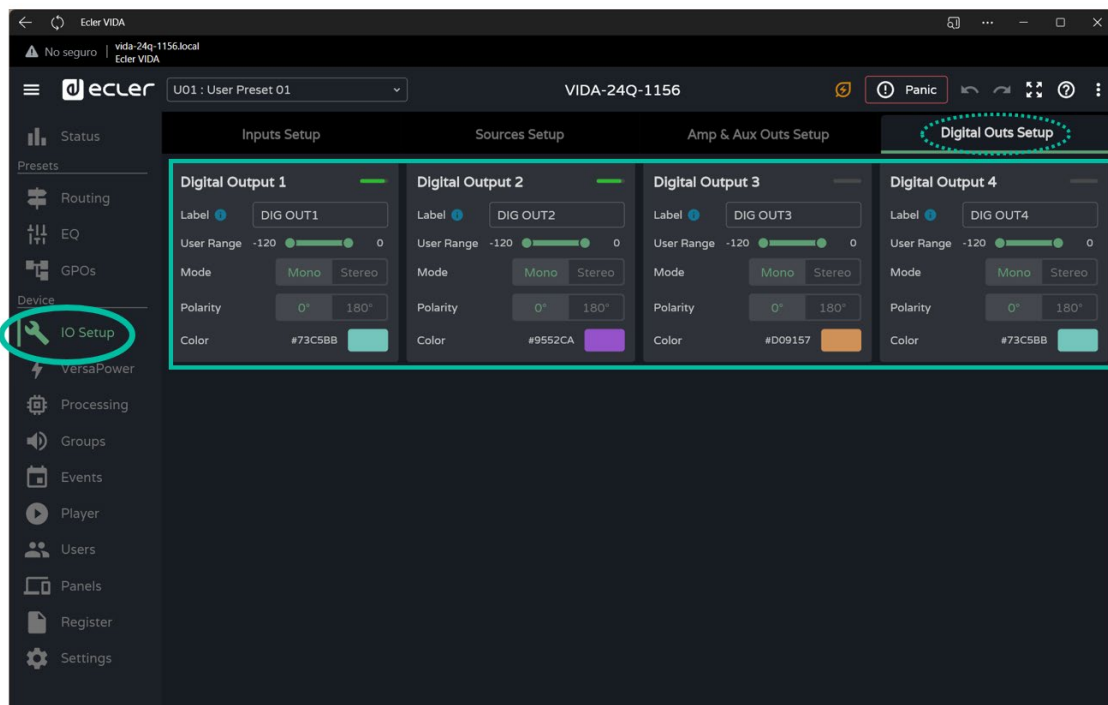 Ecler VIDA
No seguro
vida-24q-1156.local
Ecler VIDA
ecler
U01 : User Preset 01
VIDA-24Q-1156
Panic
Status
Presets
Routing
EQ
GPOs
Device
IO Setup
VersaPower
Processing
Groups
Events
Player
Users
Panels
Register
Settings
Inputs Setup
Sources Setup
Amp & Aux Outs Setup
Digital Outs Setup
Digital Output 1
Label DIG OUT1
User Range -120 0
Mode Mono Stereo
Polarity 0° 180°
Color #73C5BB
Digital Output 2
Label DIG OUT2
User Range -120 0
Mode Mono Stereo
Polarity 0° 180°
Color #9552CA
Digital Output 3
Label DIG OUT3
User Range -120 0
Mode Mono Stereo
Polarity 0° 180°
Color #D09157
Digital Output 4
Label DIG OUT4
User Range -120 0
Mode Mono Stereo
Polarity 0° 180°
Color #73C5BB